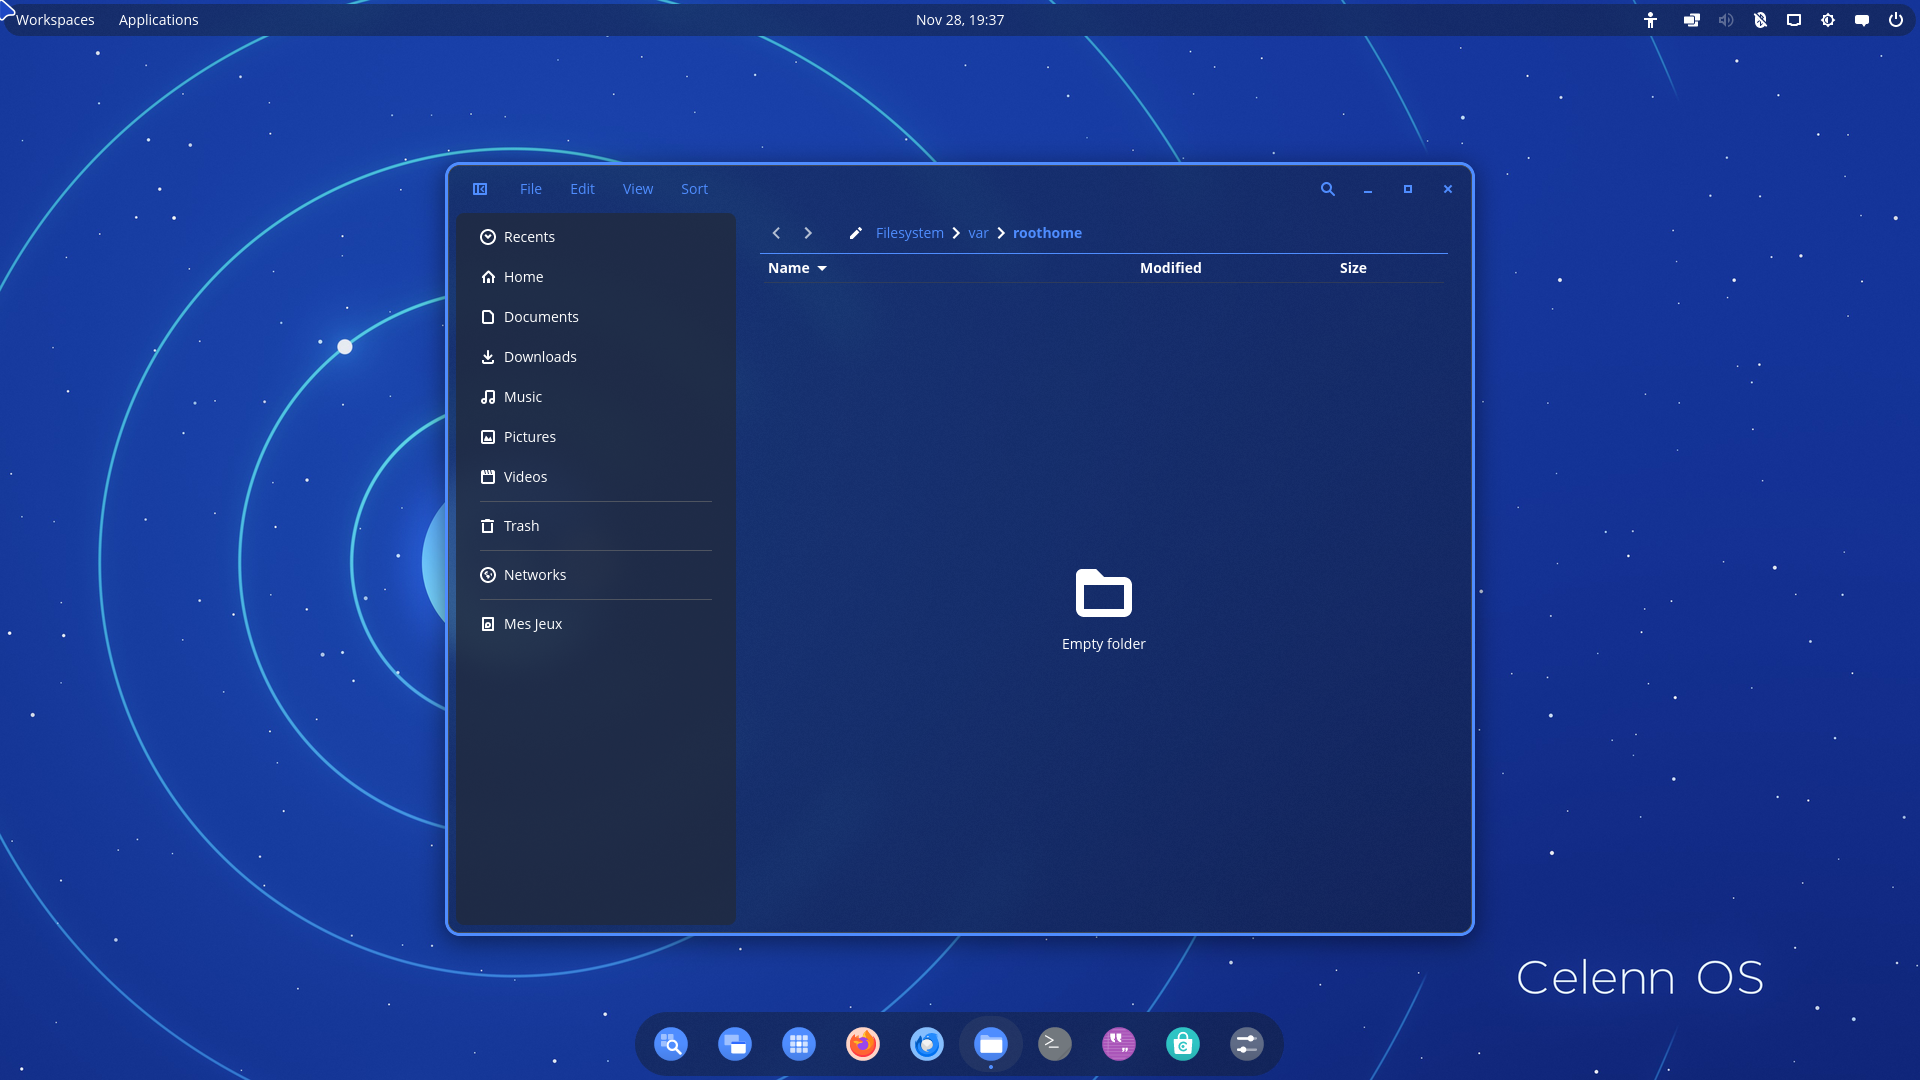 Workspaces Applications Nov 28, 19:37
File Edit View Sort
Recents
Home
Documents
Downloads
Music
Pictures
Videos
Trash
Networks
Mes Jeux
Filesystem var roothome
Name Modified Size
Empty folder
Celenn OS